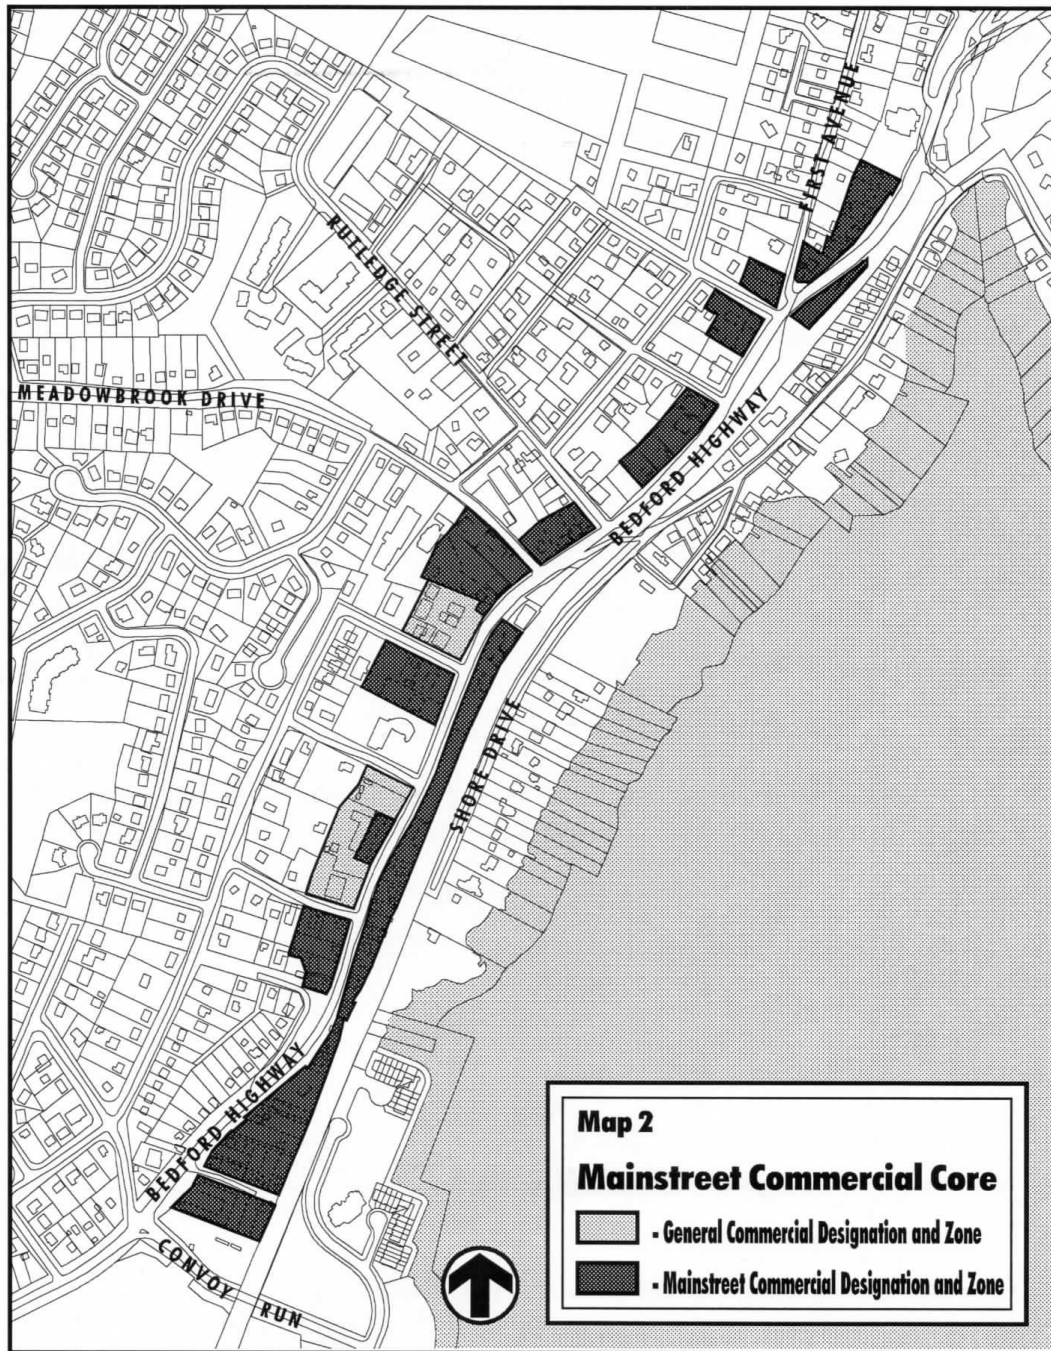 FIRST AVENUE
RUTLEDGE STREET
MEADOWBROOK DRIVE
BEDFORD HIGHWAY
SHORE DRIVE
BEDFORD HIGHWAY
CONVOY RUN
Map 2
Mainstreet Commercial Core
- General Commercial Designation and Zone
- Mainstreet Commercial Designation and Zone